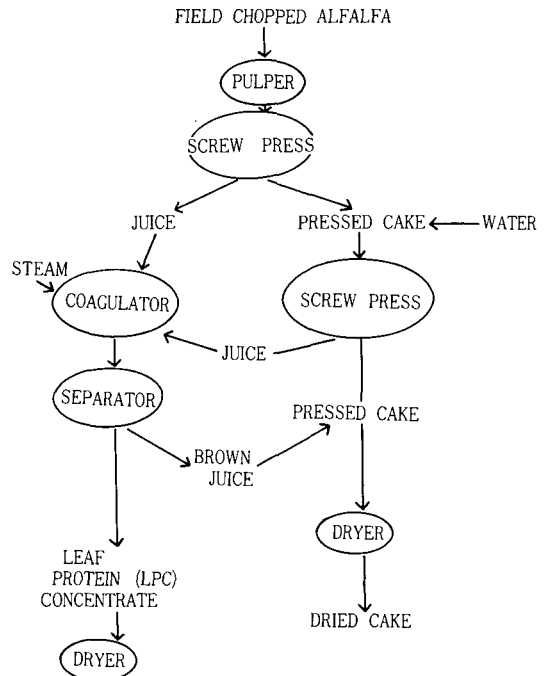 FIELD CHOPPED ALFALFA
PULPER
SCREW PRESS
JUICE
PRESSED CAKE
WATER
STEAM
COAGULATOR
SCREW PRESS
JUICE
SEPARATOR
PRESSED CAKE
BROWN
JUICE
DRYER
LEAF
PROTEIN (LPC)
CONCENTRATE
DRIED CAKE
DRYER